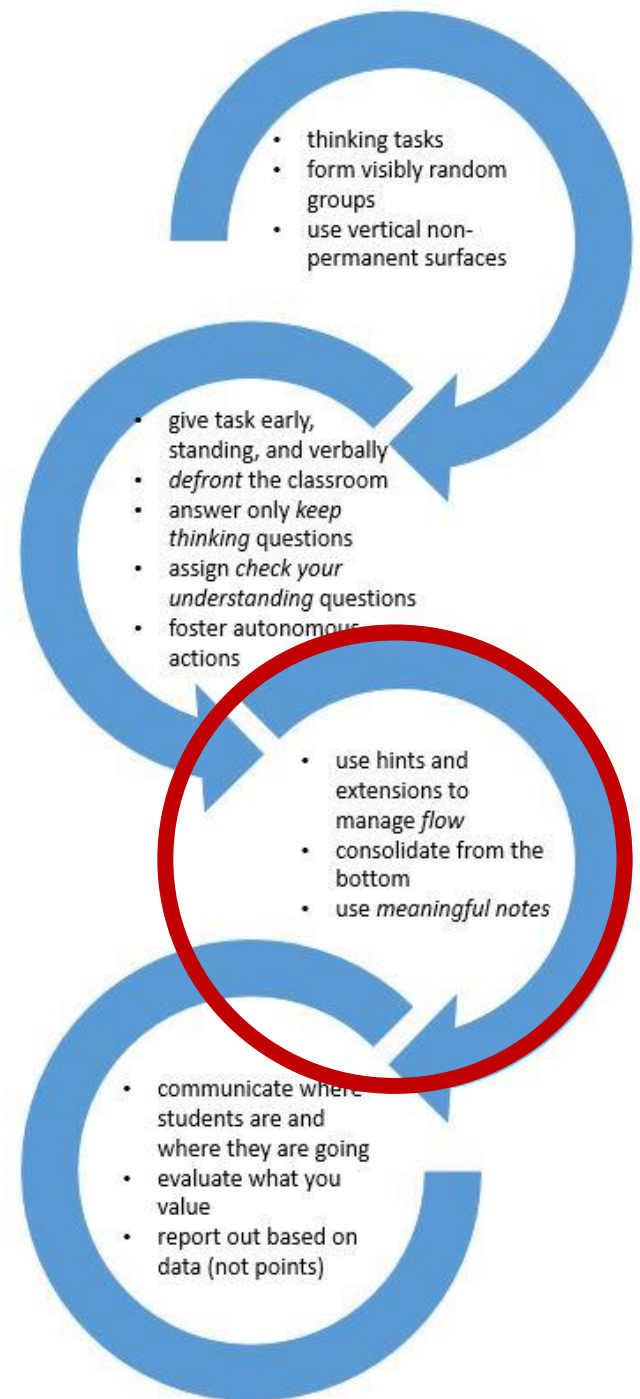 • thinking tasks
• form visibly random
groups
• use vertical non-
permanent surfaces
• give task early,
standing, and verbally
• defront the classroom
• answer only keep
thinking questions
• assign check your
understanding questions
• foster autonomous
actions
• use hints and
extensions to
manage flow
• consolidate from the
bottom
• use meaningful notes
• communicate where
students are and
where they are going
• evaluate what you
value
• report out based on
data (not points)